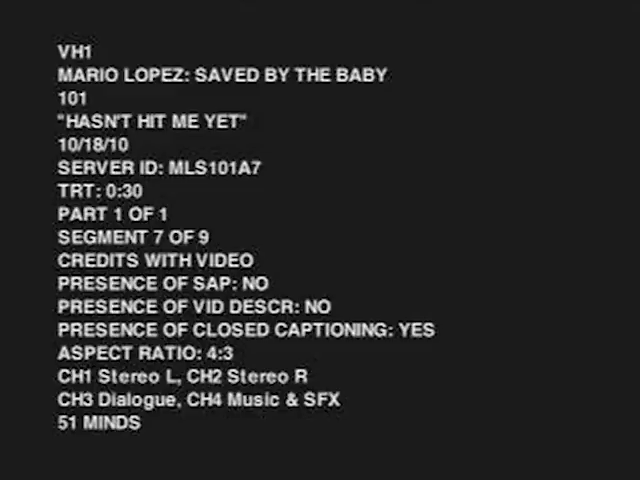 VH1
MARIO LOPEZ: SAVED BY THE BABY
101
"HASN'T HIT ME YET"
10/18/10
SERVER ID: MLS101A7
TRT: 0:30
PART 1 OF 1
SEGMENT 7 OF 9
CREDITS WITH VIDEO
PRESENCE OF SAP: NO
PRESENCE OF VID DESCR: NO
PRESENCE OF CLOSED CAPTIONING: YES
ASPECT RATIO: 4:3
CH1 Stereo L, CH2 Stereo R
CH3 Dialogue, CH4 Music & SFX
51 MINDS